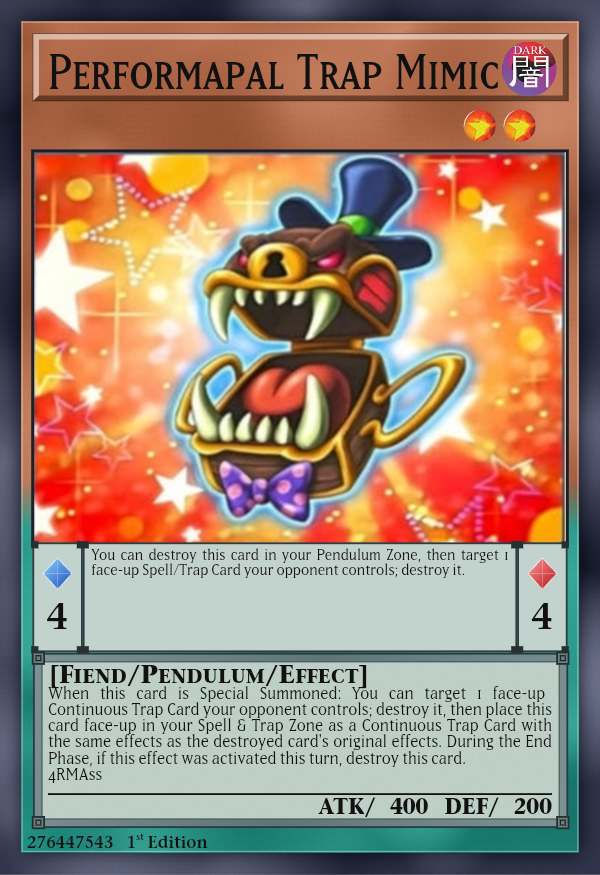 Performapal Trap Mimic
DARK
闇
You can destroy this card in your Pendulum Zone, then target 1
face-up Spell/Trap Card your opponent controls; destroy it.
4
4
[Fiend/Pendulum/Effect]
When this card is Special Summoned: You can target 1 face-up
Continuous Trap Card your opponent controls; destroy it, then place this
card face-up in your Spell & Trap Zone as a Continuous Trap Card with
the same effects as the destroyed card's original effects. During the End
Phase, if this effect was activated this turn, destroy this card.
4RMAss
ATK/ 400 DEF/ 200
276447543 1st Edition